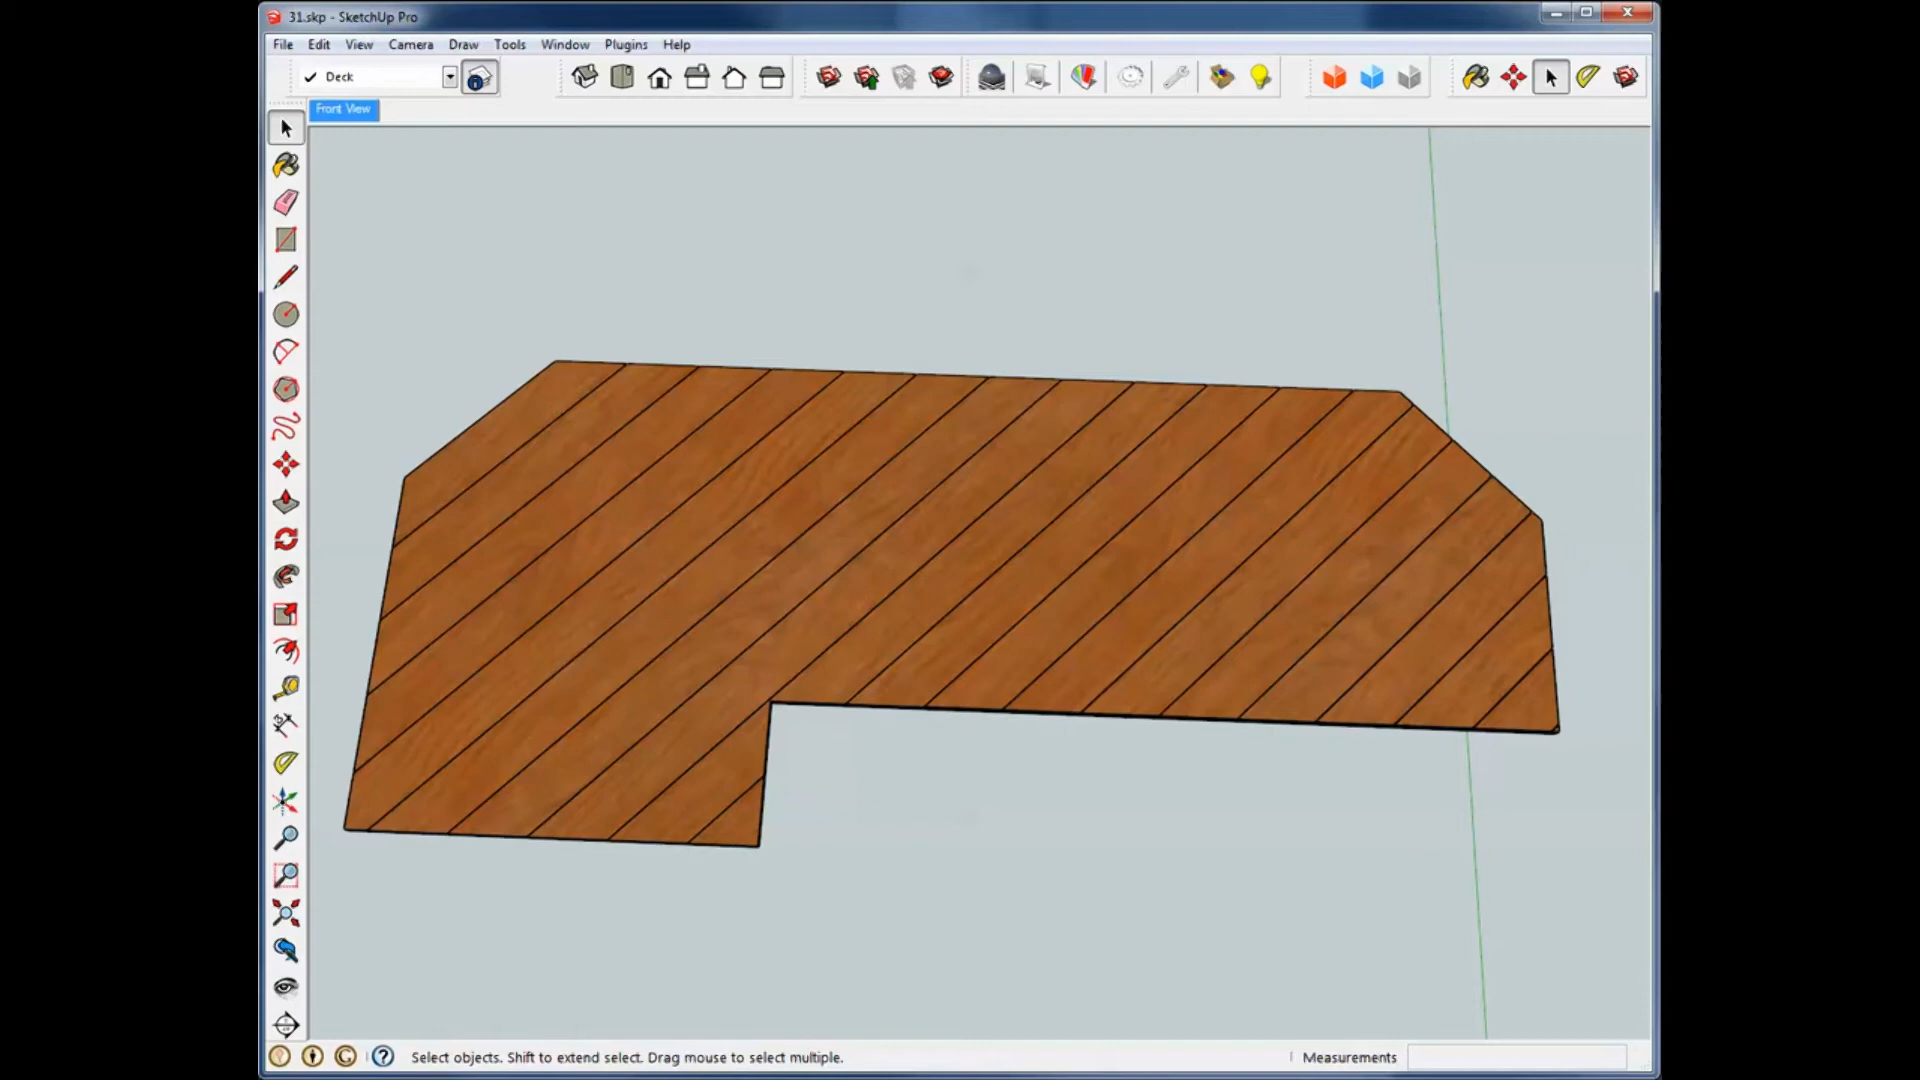 31.skp - SketchUp Pro
File Edit View Camera Draw Tools Window Plugins Help
Deck
Front View
Select objects. Shift to extend select. Drag mouse to select multiple.
Measurements